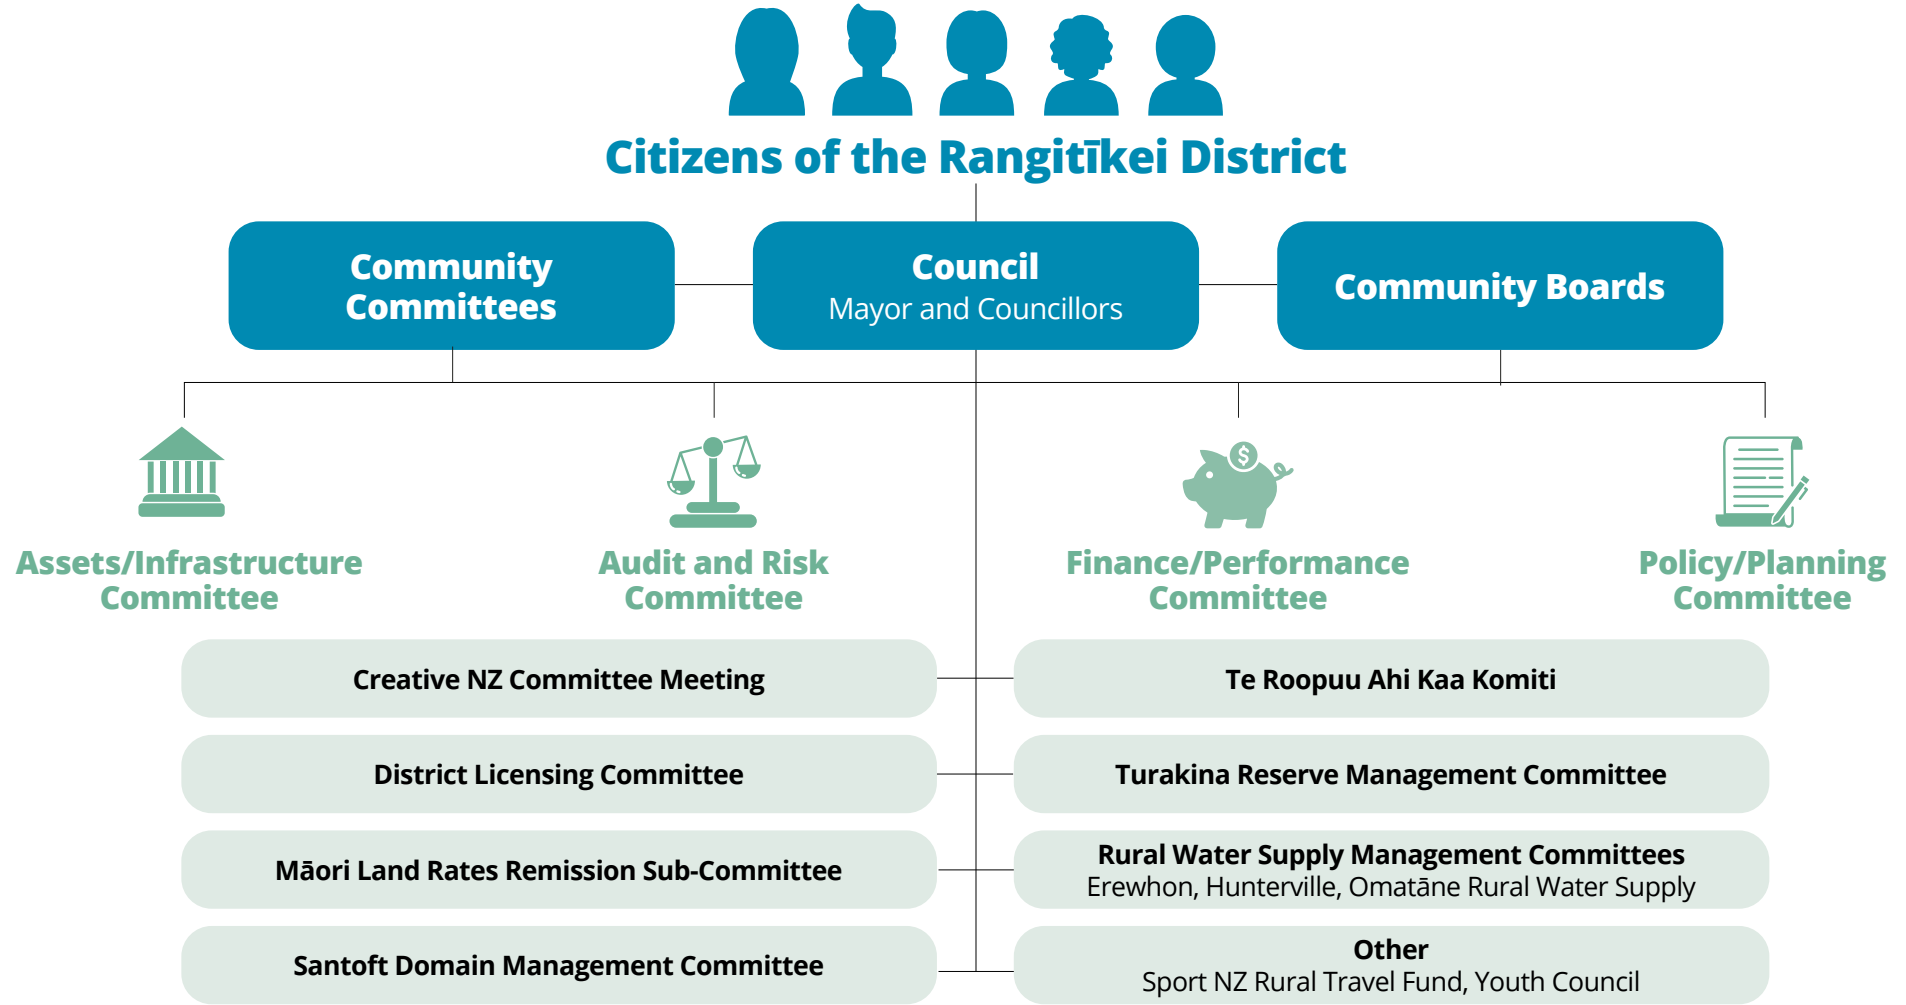 Citizens of the Rangitīkei District
Community
Committees
Council
Mayor and Councillors
Community Boards
$
Assets/Infrastructure
Committee
Audit and Risk
Committee
Finance/Performance
Committee
Policy/Planning
Committee
Creative NZ Committee Meeting
Te Roopuu Ahi Kaa Komiti
District Licensing Committee
Turakina Reserve Management Committee
Māori Land Rates Remission Sub-Committee
Rural Water Supply Management Committees
Erewhon, Hunterville, Omatāne Rural Water Supply
Santoft Domain Management Committee
Other
Sport NZ Rural Travel Fund, Youth Council